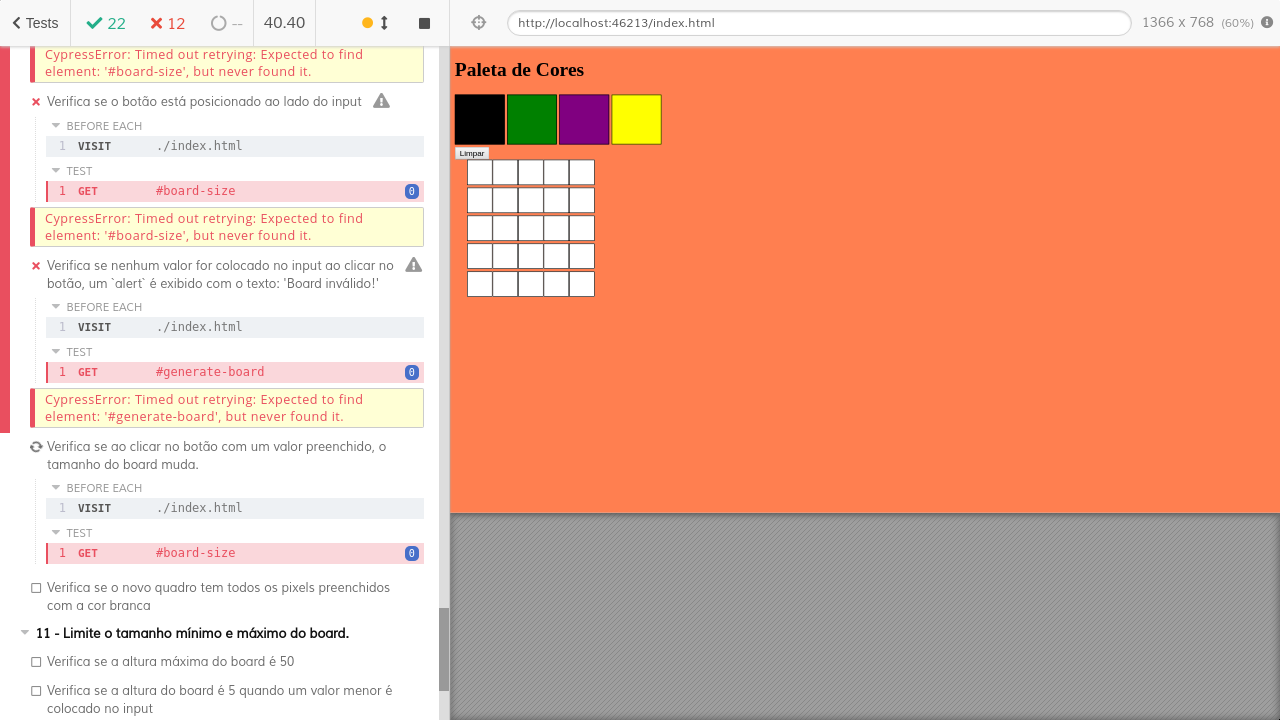 Tests
22
12
--
40.40
http://localhost:46213/index.html
1366 x 768 (60%)
CypressError: Timed out retrying: Expected to find
element: '#board-size', but never found it.
Verifica se o botão está posicionado ao lado do input
BEFORE EACH
1 VISIT ./index.html
TEST
1 GET #board-size 0
CypressError: Timed out retrying: Expected to find
element: '#board-size', but never found it.
Verifica se nenhum valor for colocado no input ao clicar no
botão, um `alert` é exibido com o texto: 'Board inválido!'
BEFORE EACH
1 VISIT ./index.html
TEST
1 GET #generate-board 0
CypressError: Timed out retrying: Expected to find
element: '#generate-board', but never found it.
Verifica se ao clicar no botão com um valor preenchido, o
tamanho do board muda.
BEFORE EACH
1 VISIT ./index.html
TEST
1 GET #board-size 0
Verifica se o novo quadro tem todos os pixels preenchidos
com a cor branca
11 - Limite o tamanho mínimo e máximo do board.
Verifica se a altura máxima do board é 50
Verifica se a altura do board é 5 quando um valor menor é
colocado no input
Paleta de Cores
Limpar